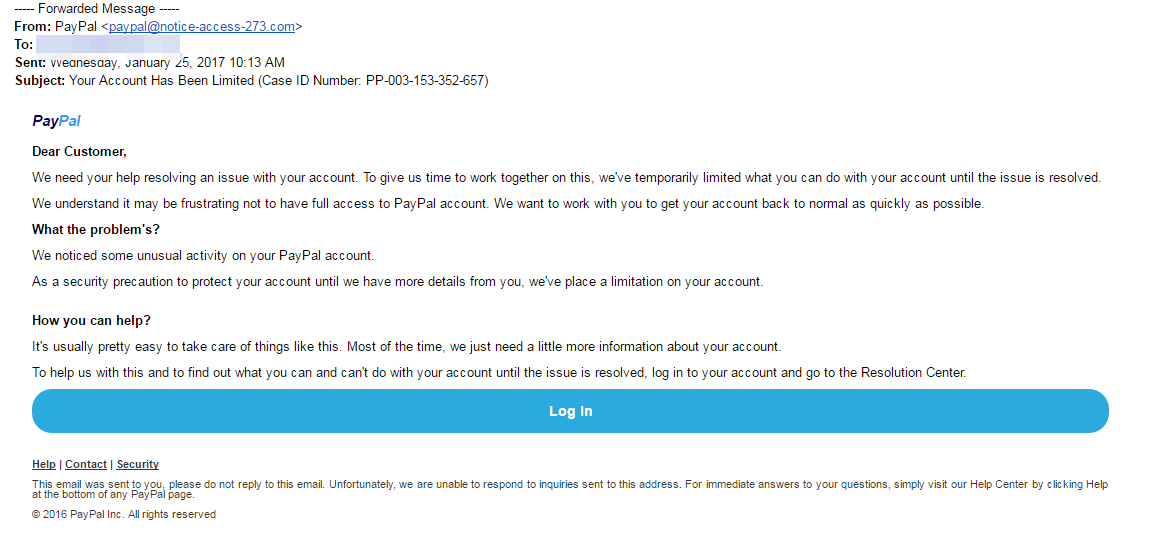 ----- Forwarded Message -----
From: PayPal <paypal@notice-access-273.com>
To:
Sent: Wednesday, January 25, 2017 10:13 AM
Subject: Your Account Has Been Limited (Case ID Number: PP-003-153-352-657)
PayPal
Dear Customer,
We need your help resolving an issue with your account. To give us time to work together on this, we've temporarily limited what you can do with your account until the issue is resolved.
We understand it may be frustrating not to have full access to PayPal account. We want to work with you to get your account back to normal as quickly as possible.
What the problem's?
We noticed some unusual activity on your PayPal account.
As a security precaution to protect your account until we have more details from you, we've place a limitation on your account.
How you can help?
It's usually pretty easy to take care of things like this. Most of the time, we just need a little more information about your account.
To help us with this and to find out what you can and can't do with your account until the issue is resolved, log in to your account and go to the Resolution Center.
Log In
Help | Contact | Security
This email was sent to you, please do not reply to this email. Unfortunately, we are unable to respond to inquiries sent to this address. For immediate answers to your questions, simply visit our Help Center by clicking Help
at the bottom of any PayPal page.
© 2016 PayPal Inc. All rights reserved